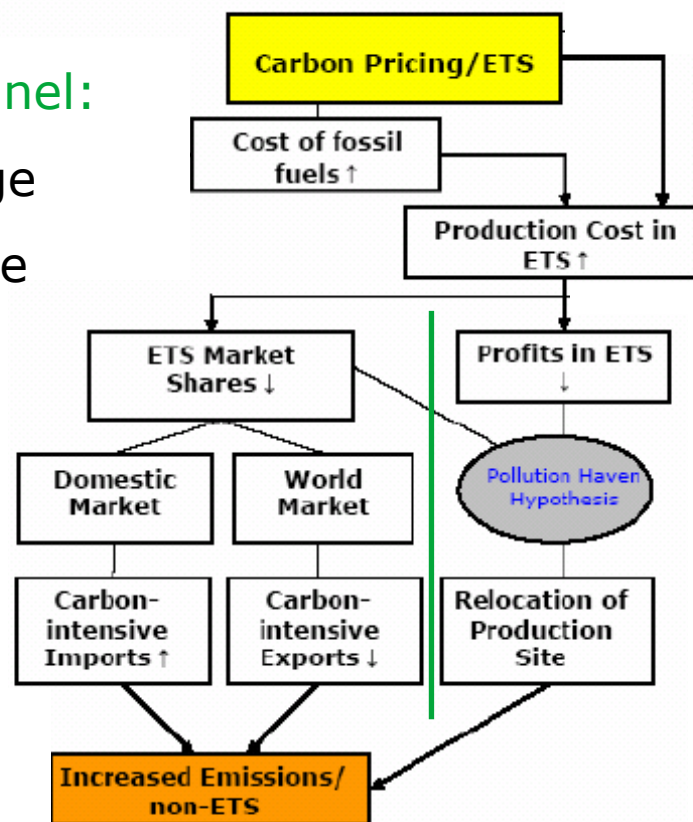 Carbon Pricing/ETS
nel:
Cost of fossil
fuels ↑
ge
Production Cost in
ETS ↑
e
ETS Market
Shares ↓
Profits in ETS
↓
Domestic
Market
World
Market
Pollution Haven
Hypothesis
Carbon-
intensive
Imports ↑
Carbon-
intensive
Exports ↓
Relocation of
Production
Site
Increased Emissions/
non-ETS